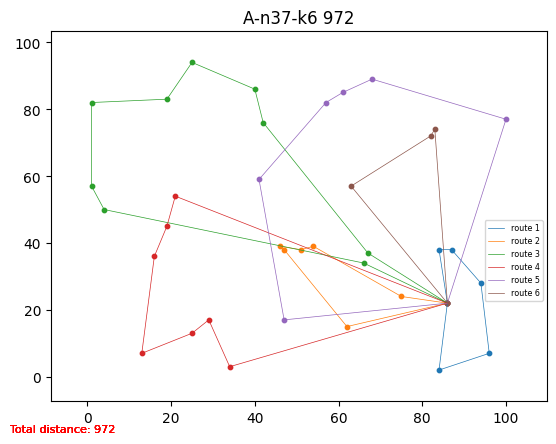 A-n37-k6 972
100
80
60
40
20
0
route 1
route 2
route 3
route 4
route 5
route 6
0 20 40 60 80 100
Total distance: 972